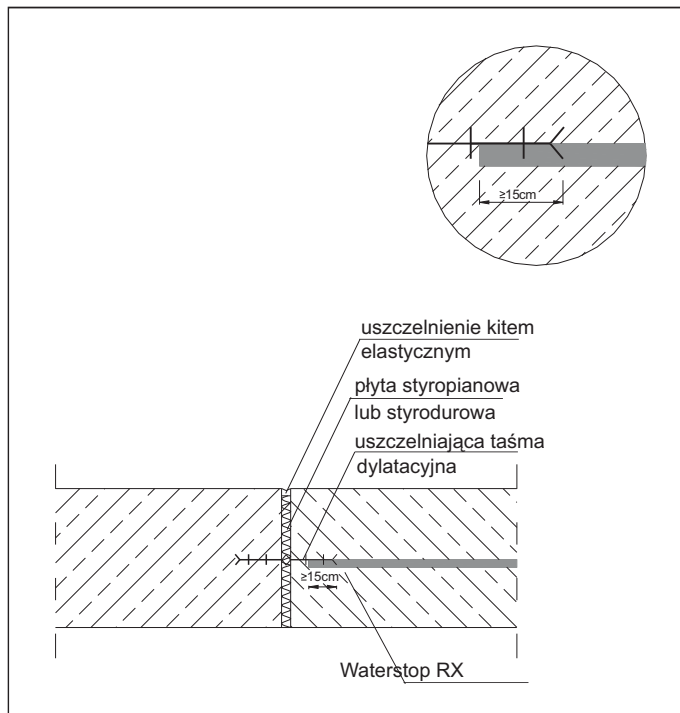 ≥15cm
uszczelnienie kitem
elastycznym
płyta styropianowa
lub styrodurowa
uszczelniająca taśma
dylatacyjna
≥15cm
Waterstop RX